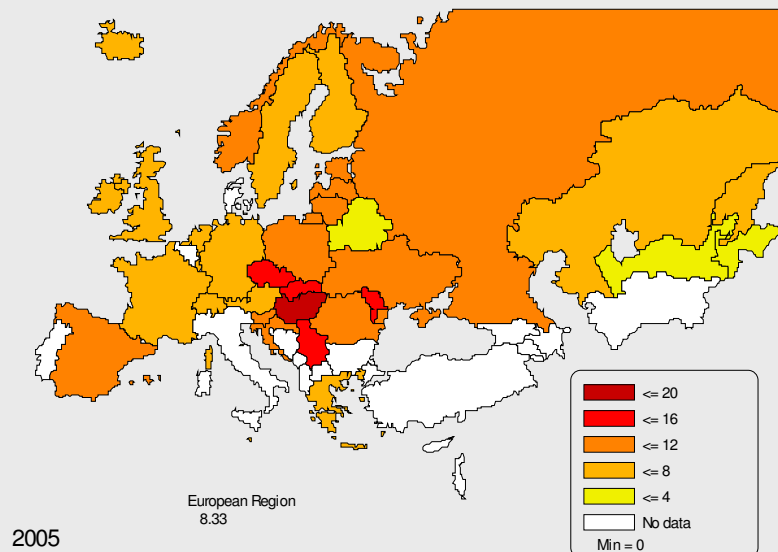 <= 20
<= 16
<= 12
<= 8
<= 4
No data
Min = 0
European Region
8.33
2005